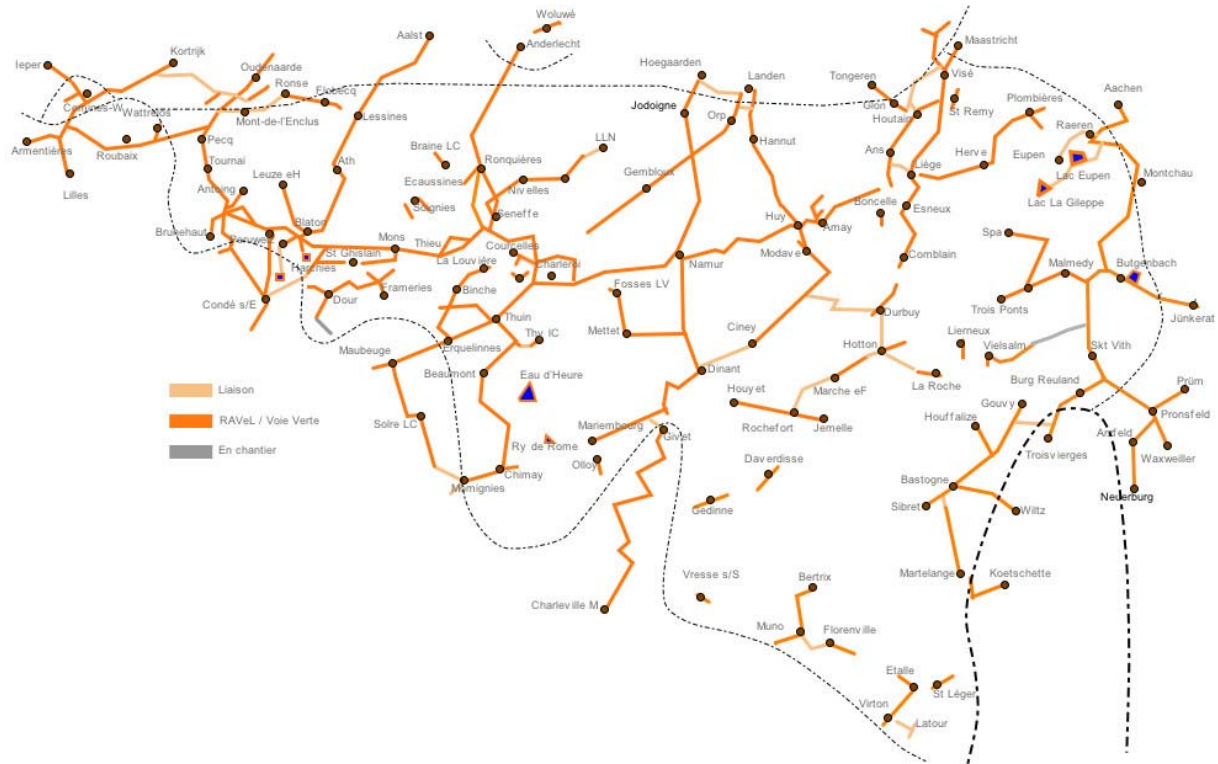 Woluwé
Aalst
Anderlecht
Maastricht
Kortrijk
Ieper
Oudenaarde
Hoegaarden
Landen
Tongeren
Visé
Aachen
Ronse
Flobecq
Comines-W
Wattrelos
Mont-de-l'Enclus
Lessines
Jodoigne
Orp
Glon
Houtain
St Remy
Plombières
Raeren
Armentières
Roubaix
Pecq
Braine LC
Ronquières
LLN
Hannut
Ans
Liège
Herve
Eupen
Lac Eupen
Tournai
Ath
Lilles
Antoing
Leuze eH
Ecaussines
Nivelles
Gembloux
Montchau
Lac La Gileppe
Soignies
Seneffe
Huy
Amay
Boncelle
Esneux
Brunehaut
Blaton
Peruwelz
Mons
Thieu
Courcelles
Spa
St Ghislain
La Louvière
Charleroi
Namur
Modave
Comblain
Malmedy
Butgenbach
Harchies
Condé s/E
Dour
Frameries
Binche
Fosses LV
Trois Ponts
Jünkerat
Thuin
Durbuy
Mettet
Ciney
Thy IC
Lierneux
Vielsalm
Skt Vith
Maubeuge
Erquelinnes
Hotton
Beaumont
Eau d'Heure
Dinant
Houyet
Marche eF
La Roche
Burg Reuland
Prüm
Liaison
RAVeL / Voie Verte
En chantier
Solre LC
Mariembourg
Givet
Rochefort
Jemelle
Houffalize
Gouvy
Pronsfeld
Ry de Rome
Arzfeld
Waxweiller
Troisvierges
Olloy
Daverdisse
Chimay
Momignies
Bastogne
Neuerburg
Gedinne
Sibret
Wiltz
Vresse s/S
Bertrix
Martelange
Koetschette
Charleville M
Muno
Florenville
Etalle
St Léger
Virton
Latour